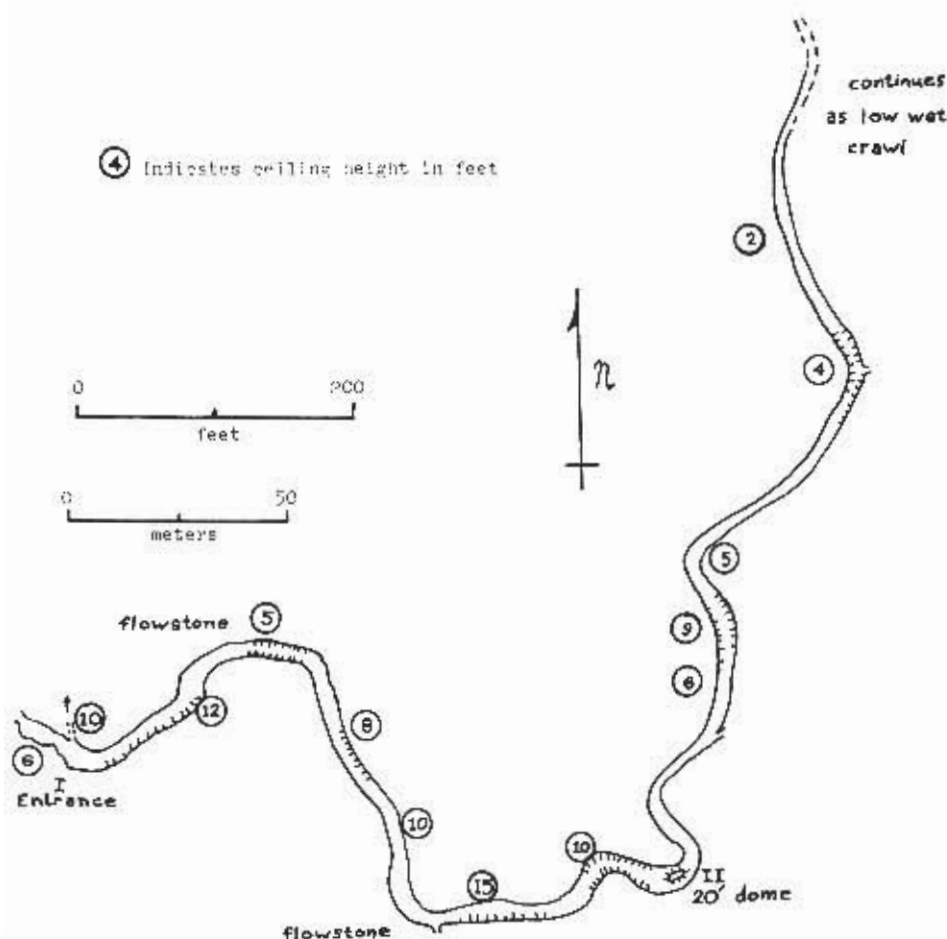 continues
as low wet
crawl
4 Indicates ceiling height in feet
2
n
4
0 200
feet
0 50
meters
5
5
flowstone
9
6
12
10
8
6
I
Entrance
10
10
15
II
20' dome
flowstone